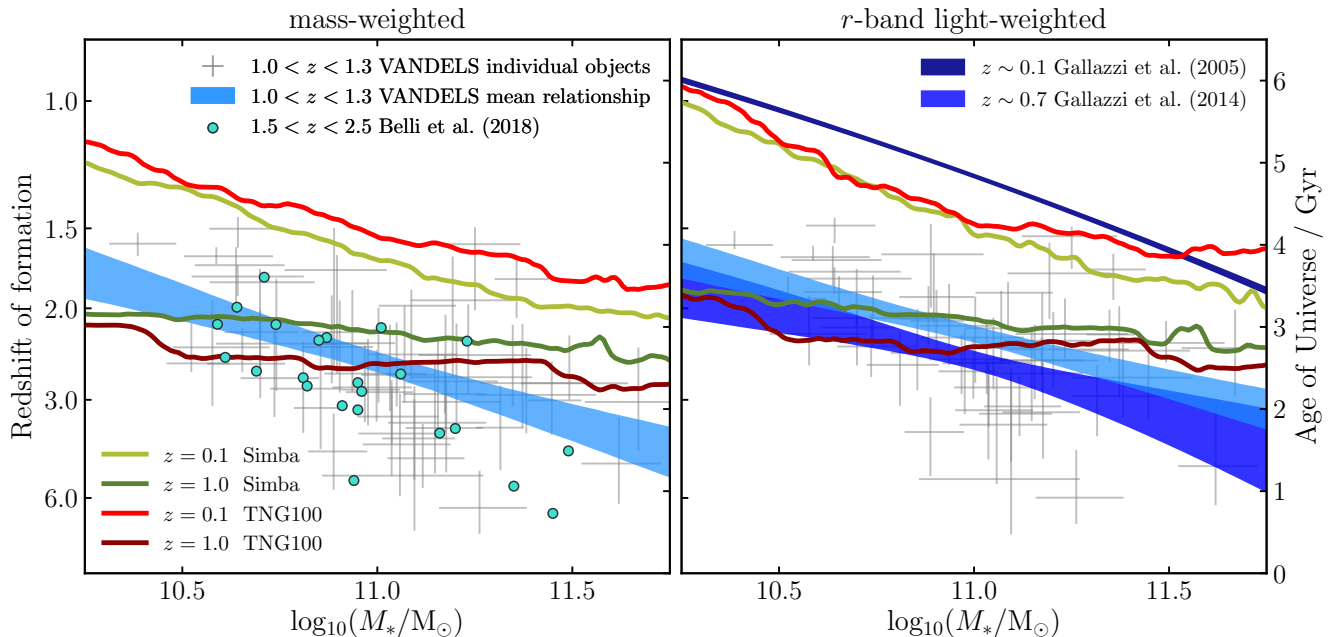 mass-weighted
r-band light-weighted
1.0 < z < 1.3 VANDELS individual objects
1.0 < z < 1.3 VANDELS mean relationship
1.5 < z < 2.5 Belli et al. (2018)
z ∼ 0.1 Gallazzi et al. (2005)
z ∼ 0.7 Gallazzi et al. (2014)
Redshift of formation
1.0
1.5
2.0
3.0
6.0
z = 0.1 Simba
z = 1.0 Simba
z = 0.1 TNG100
z = 1.0 TNG100
6
5
4
3
2
1
0
Age of Universe / Gyr
10.5 11.0 11.5
10.5 11.0 11.5
log₁₀(M*/M⊙)
log₁₀(M*/M⊙)